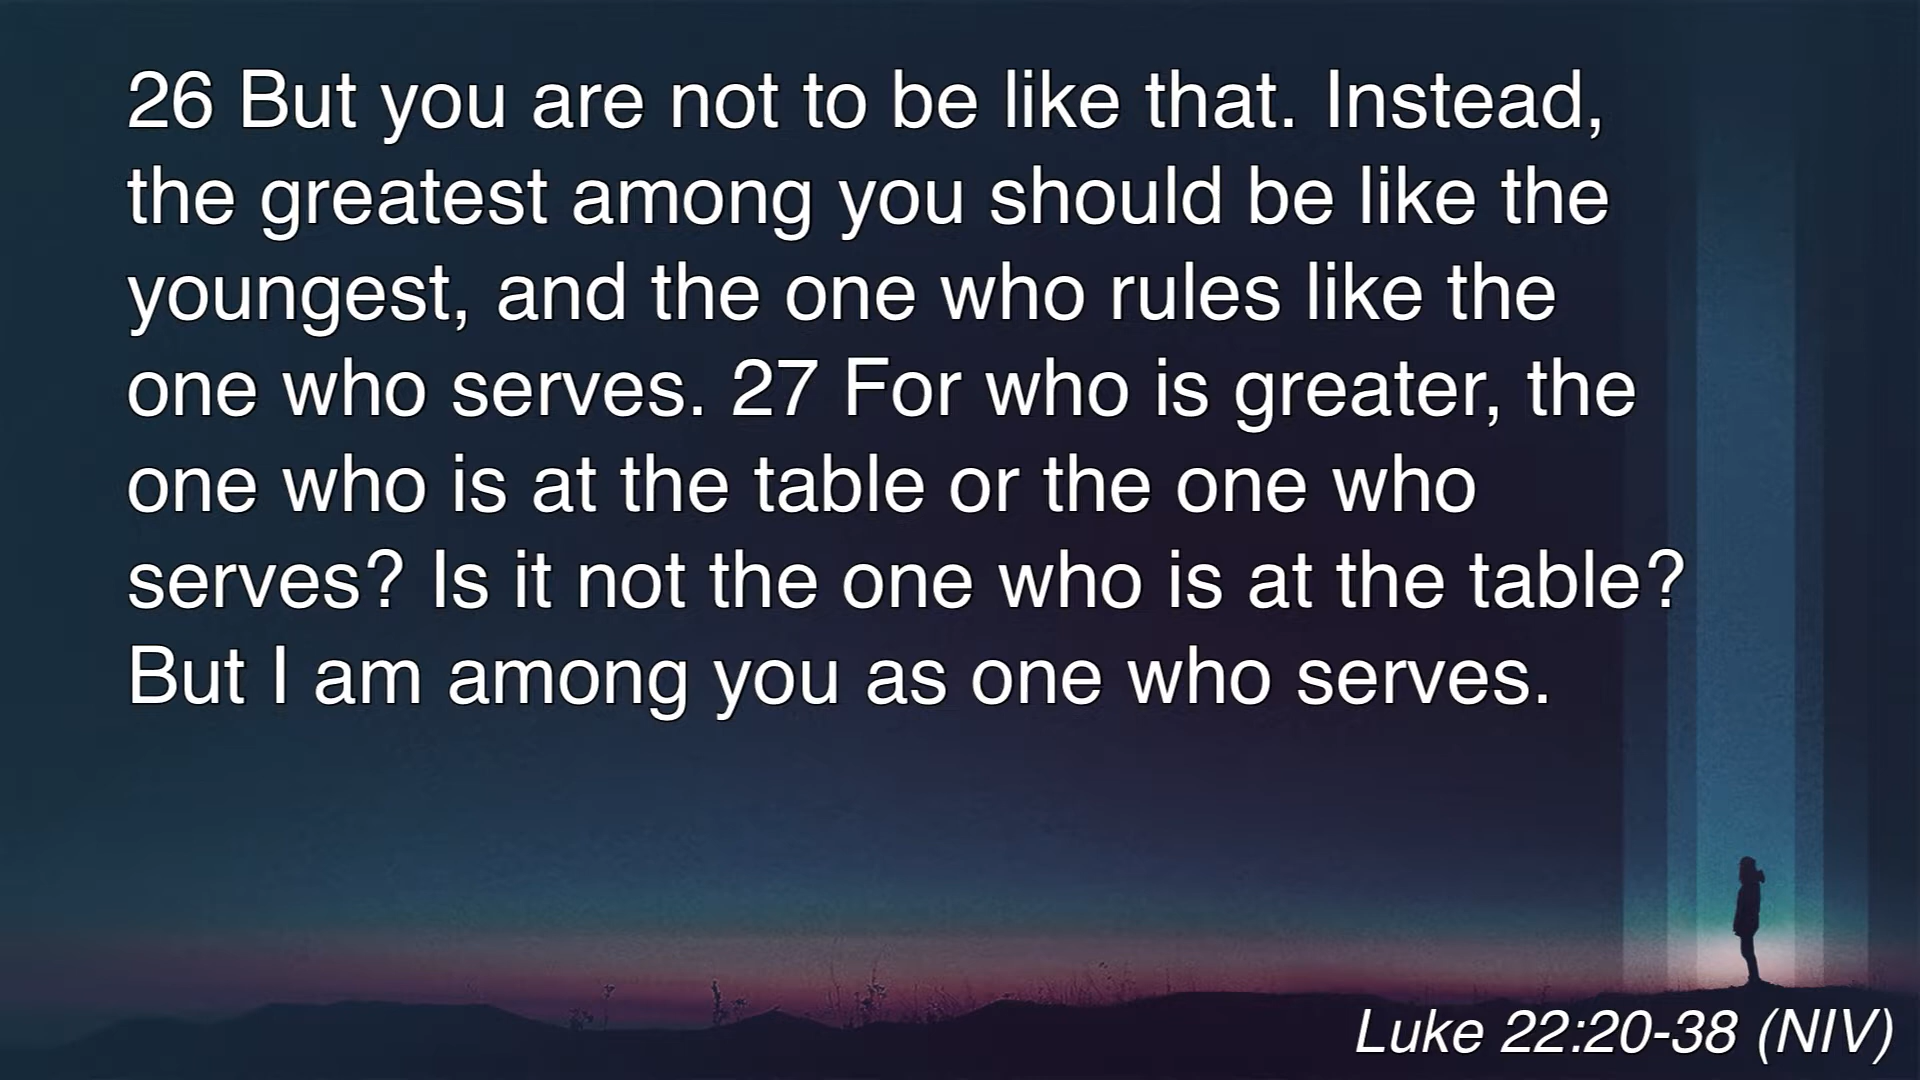 26 But you are not to be like that. Instead,
the greatest among you should be like the
youngest, and the one who rules like the
one who serves. 27 For who is greater, the
one who is at the table or the one who
serves? Is it not the one who is at the table?
But I am among you as one who serves.
Luke 22:20-38 (NIV)